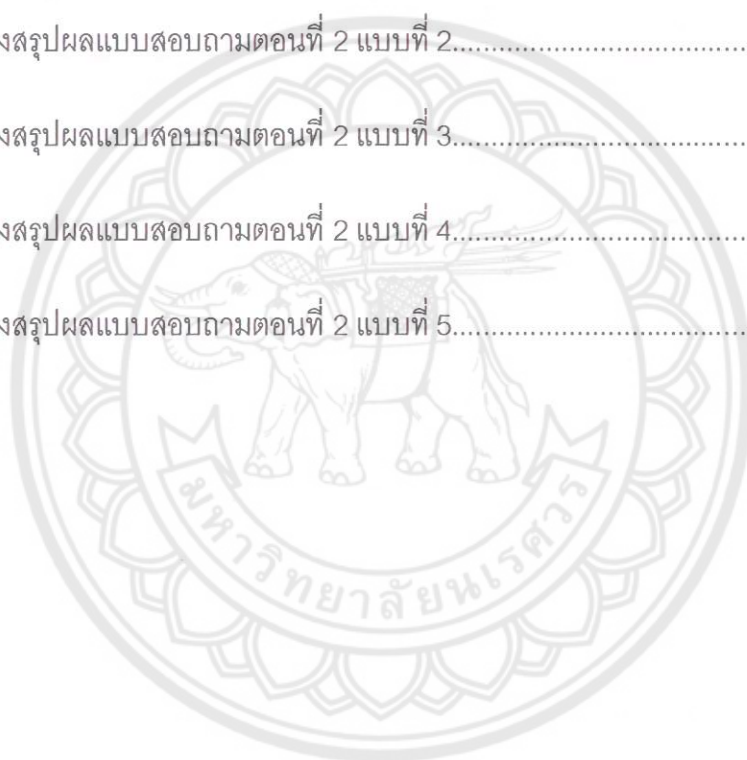 งสรุปผลแบบสอบถามตอนที่ 2 แบบที่ 2......................................
งสรุปผลแบบสอบถามตอนที่ 2 แบบที่ 3......................................
งสรุปผลแบบสอบถามตอนที่ 2 แบบที่ 4......................................
งสรุปผลแบบสอบถามตอนที่ 2 แบบที่ 5......................................
มหาวิทยาลัยนเรศวร